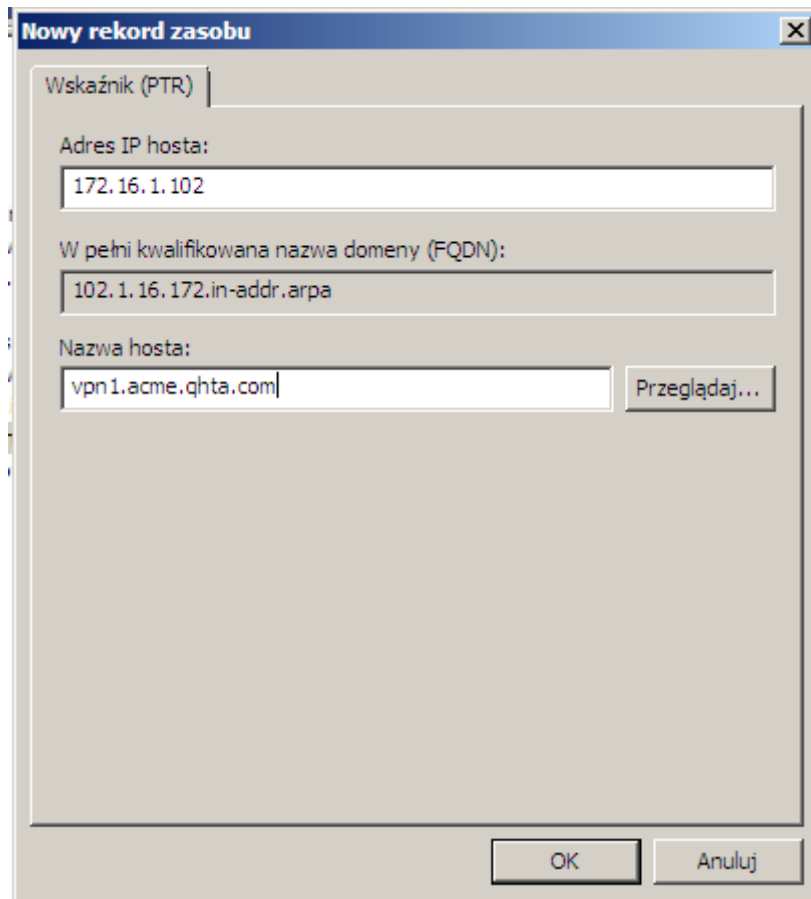 Nowy rekord zasobu
Wskaźnik (PTR)
Adres IP hosta:
172.16.1.102
W pełni kwalifikowana nazwa domeny (FQDN):
102.1.16.172.in-addr.arpa
Nazwa hosta:
vpn1.acme.qhta.com
Przeglądaj...
OK
Anuluj